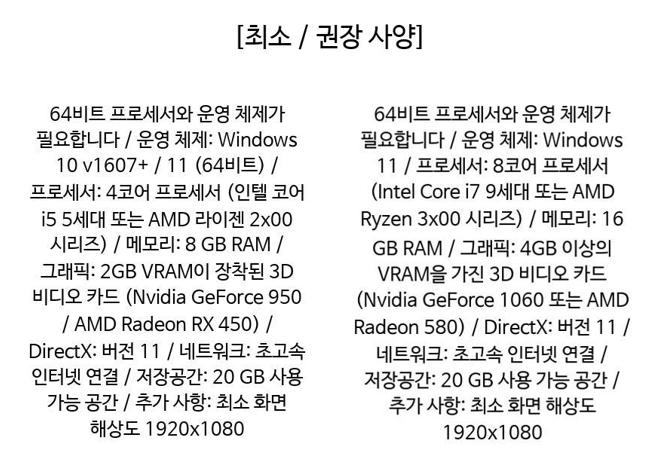 [최소 / 권장 사양]
64비트 프로세서와 운영 체제가
필요합니다 / 운영 체제: Windows
10 v1607+ / 11 (64비트) /
프로세서: 4코어 프로세서 (인텔 코어
i5 5세대 또는 AMD 라이젠 2x00
시리즈) / 메모리: 8 GB RAM /
그래픽: 2GB VRAM이 장착된 3D
비디오 카드 (Nvidia GeForce 950
/ AMD Radeon RX 450) /
DirectX: 버전 11 / 네트워크: 초고속
인터넷 연결 / 저장공간: 20 GB 사용
가능 공간 / 추가 사항: 최소 화면
해상도 1920x1080
64비트 프로세서와 운영 체제가
필요합니다 / 운영 체제: Windows
11 / 프로세서: 8코어 프로세서
(Intel Core i7 9세대 또는 AMD
Ryzen 3x00 시리즈) / 메모리: 16
GB RAM / 그래픽: 4GB 이상의
VRAM을 가진 3D 비디오 카드
(Nvidia GeForce 1060 또는 AMD
Radeon 580) / DirectX: 버전 11 /
네트워크: 초고속 인터넷 연결 /
저장공간: 20 GB 사용 가능 공간 /
추가 사항: 최소 화면 해상도
1920x1080